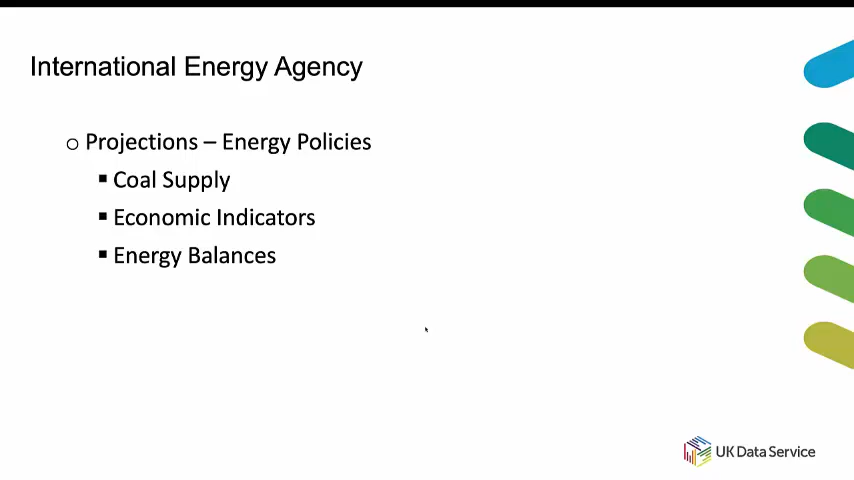 International Energy Agency
Projections – Energy Policies
Coal Supply
Economic Indicators
Energy Balances
UK Data Service